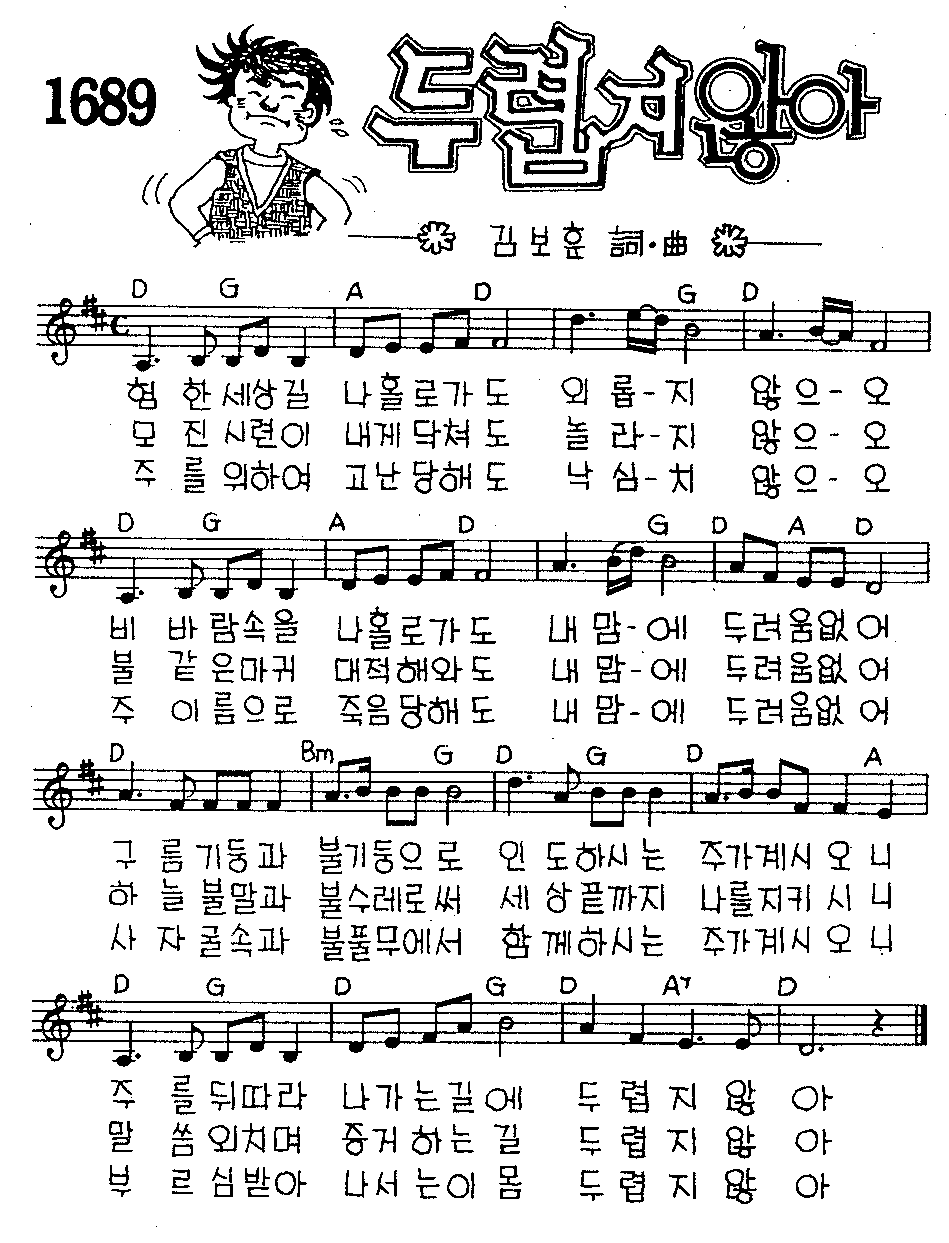 1689
두렵지 않아
김보훈 詞·曲
D G A D G D
C
험 한세상길 나홀로가도 외 롭-지 않으-오
모 진시련이 내게닥쳐도 놀 라-지 않으-오
주 를위하여 고난당해도 낙 심-치 않으-오
D G A D G D A D
비 바람속을 나홀로가도 내 맘-에 두려움없어
불 같은마귀 대적해와도 내 맘-에 두려움없어
주 이름으로 죽음당해도 내 맘-에 두려움없어
D Bm G D G D A
구 름기둥과 불기둥으로 인 도하시는 주가계시오니
하 늘불말과 불수레로써 세 상끝까지 나를지키시니
사 자굴속과 불풀무에서 함 께하시는 주가계시오니
D G D G D A7 D
주 를뒤따라 나가는길에 두 렵 지 않 아
말 씀외치며 증거하는길 두 렵 지 않 아
부 르심받아 나서는이몸 두 렵 지 않 아